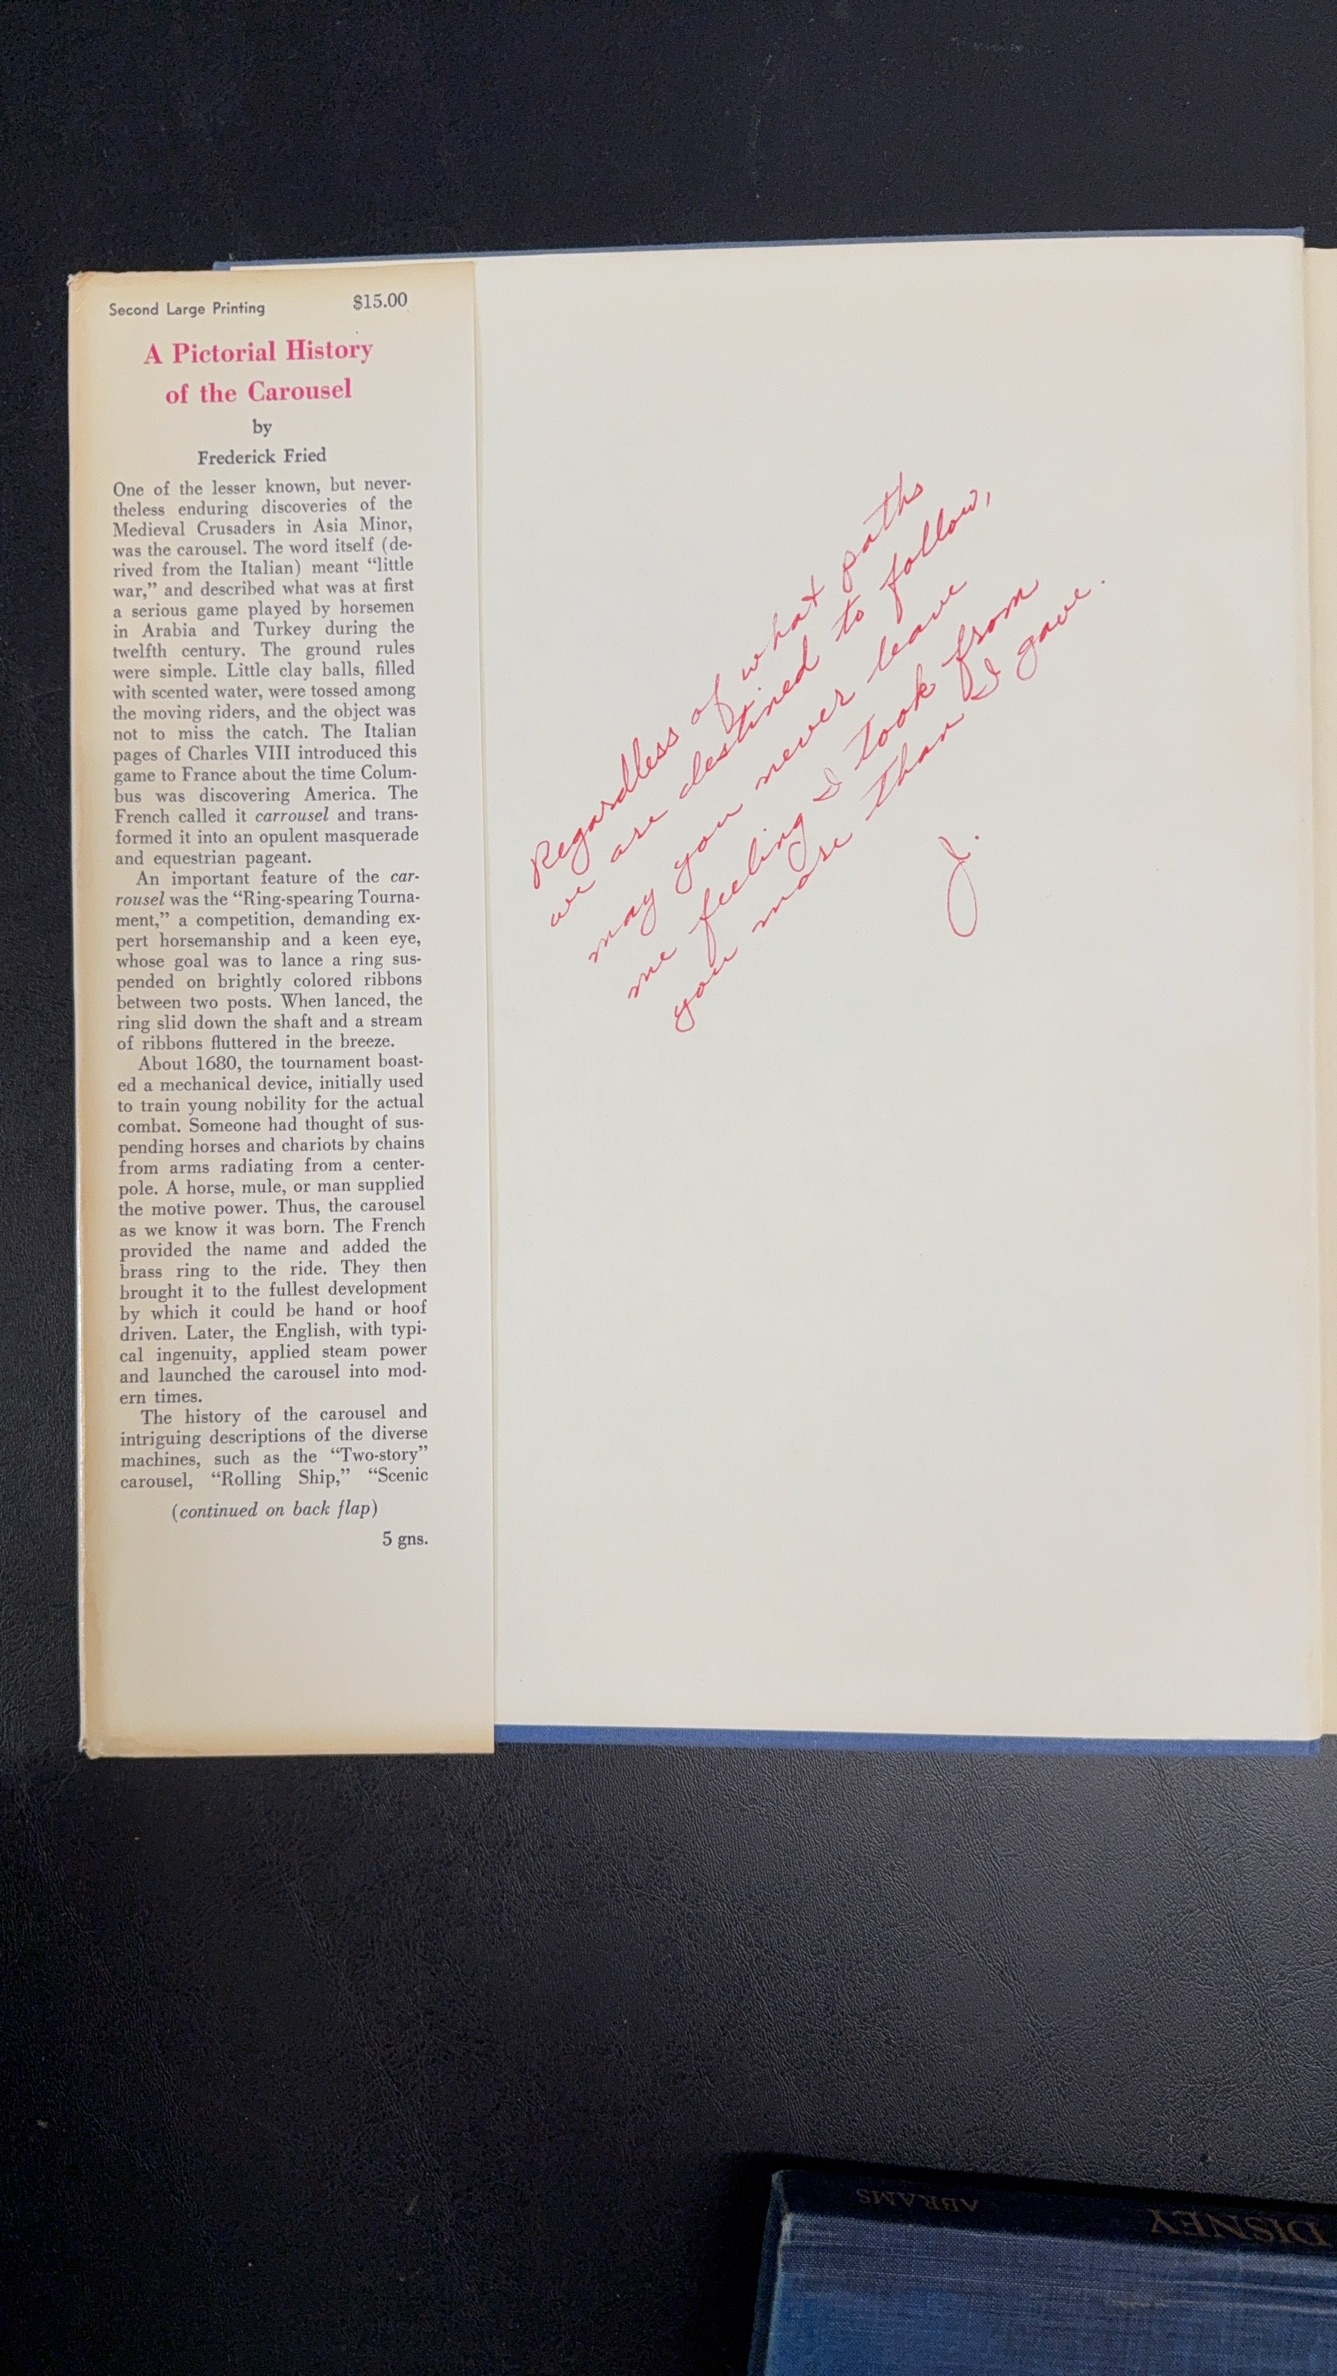 Second Large Printing $15.00
A Pictorial History
of the Carousel
by
Frederick Fried
One of the lesser known, but never-
theless enduring discoveries of the
Medieval Crusaders in Asia Minor,
was the carousel. The word itself (de-
rived from the Italian) meant “little
war,” and described what was at first
a serious game played by horsemen
in Arabia and Turkey during the
twelfth century. The ground rules
were simple. Little clay balls, filled
with scented water, were tossed among
the moving riders, and the object was
not to miss the catch. The Italian
pages of Charles VIII introduced this
game to France about the time Colum-
bus was discovering America. The
French called it carrousel and trans-
formed it into an opulent masquerade
and equestrian pageant.
An important feature of the car-
rousel was the “Ring-spearing Tourna-
ment,” a competition, demanding ex-
pert horsemanship and a keen eye,
whose goal was to lance a ring sus-
pended on brightly colored ribbons
between two posts. When lanced, the
ring slid down the shaft and a stream
of ribbons fluttered in the breeze.
About 1680, the tournament boast-
ed a mechanical device, initially used
to train young nobility for the actual
combat. Someone had thought of sus-
pending horses and chariots by chains
from arms radiating from a center-
pole. A horse, mule, or man supplied
the motive power. Thus, the carousel
as we know it was born. The French
provided the name and added the
brass ring to the ride. They then
brought it to the fullest development
by which it could be hand or hoof
driven. Later, the English, with typi-
cal ingenuity, applied steam power
and launched the carousel into mod-
ern times.
The history of the carousel and
intriguing descriptions of the diverse
machines, such as the “Two-story”
carousel, “Rolling Ship,” “Scenic
(continued on back flap)
5 gns.
Regardless of what paths
we are destined to follow,
may you never leave
me feeling I took from
you more than I gave.
J.
ABRAMS
DISNEY